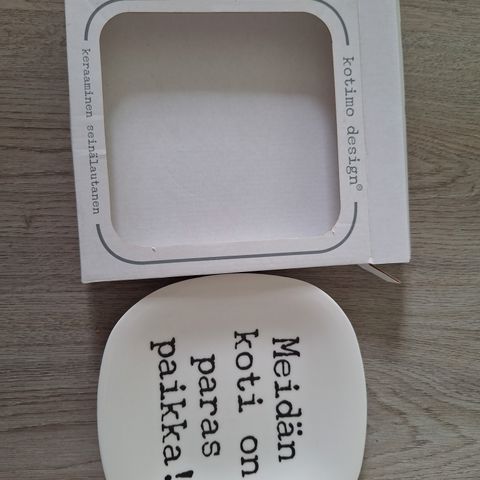 kotimo design®
keraaminen seinälautanen
Meidän
koti on
paras
paikka!